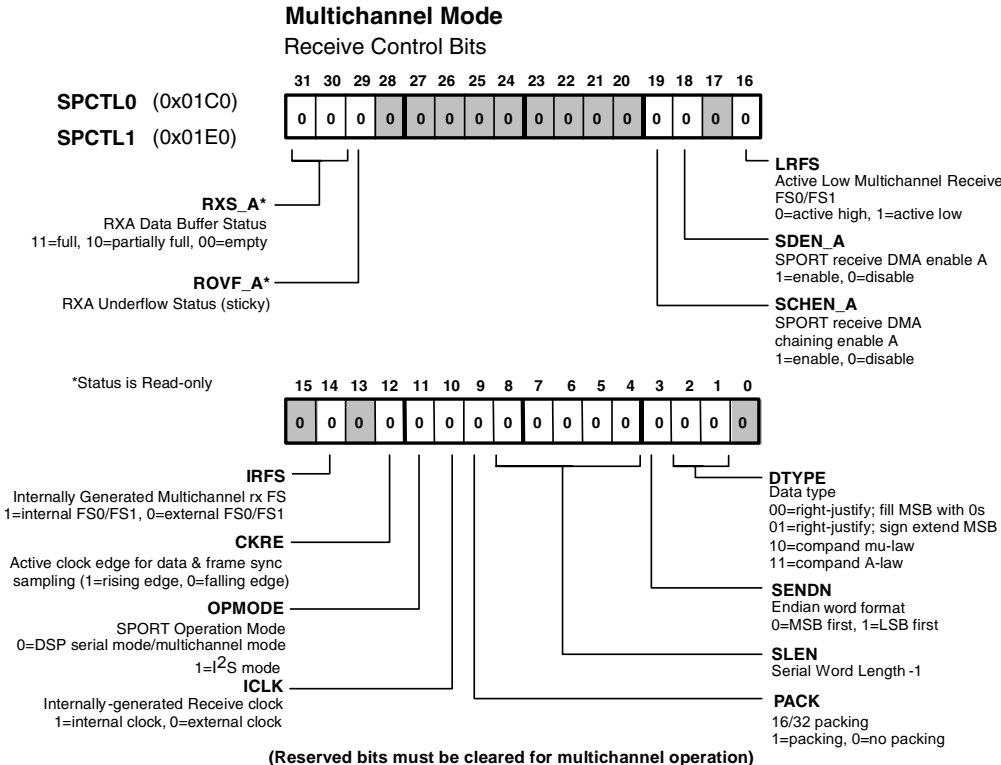 Multichannel Mode
Receive Control Bits
31 30 29 28 27 26 25 24 23 22 21 20 19 18 17 16
SPCTL0 (0x01C0)
SPCTL1 (0x01E0)
0 0 0 0 0 0 0 0 0 0 0 0 0 0 0 0
RXS_A*
RXA Data Buffer Status
11=full, 10=partially full, 00=empty
ROVF_A*
RXA Underflow Status (sticky)
LRFS
Active Low Multichannel Receive
FS0/FS1
0=active high, 1=active low
SDEN_A
SPORT receive DMA enable A
1=enable, 0=disable
SCHEN_A
SPORT receive DMA
chaining enable A
1=enable, 0=disable
*Status is Read-only
15 14 13 12 11 10 9 8 7 6 5 4 3 2 1 0
0 0 0 0 0 0 0 0 0 0 0 0 0 0 0 0
IRFS
Internally Generated Multichannel rx FS
1=internal FS0/FS1, 0=external FS0/FS1
CKRE
Active clock edge for data & frame sync
sampling (1=rising edge, 0=falling edge)
OPMODE
SPORT Operation Mode
0=DSP serial mode/multichannel mode
1=I2S mode
ICLK
Internally-generated Receive clock
1=internal clock, 0=external clock
DTYPE
Data type
00=right-justify; fill MSB with 0s
01=right-justify; sign extend MSB
10=compand mu-law
11=compand A-law
SENDN
Endian word format
0=MSB first, 1=LSB first
SLEN
Serial Word Length -1
PACK
16/32 packing
1=packing, 0=no packing
(Reserved bits must be cleared for multichannel operation)